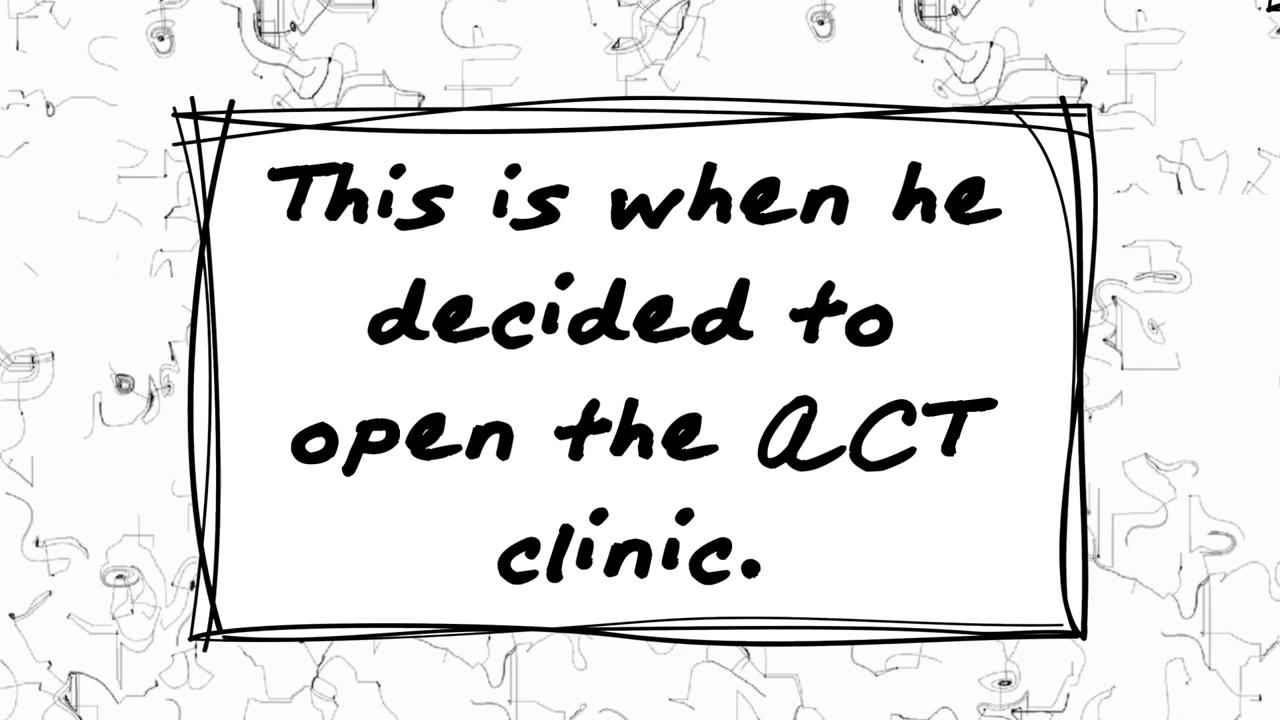 This is when he
decided to
open the ACT
clinic.